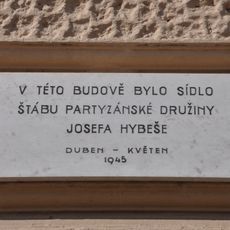 V TÉTO BUDOVĚ BYLO SÍDLO
ŠTÁBU PARTYZÁNSKÉ DRUŽINY
JOSEFA HYBEŠE
DUBEN – KVĚTEN
1945